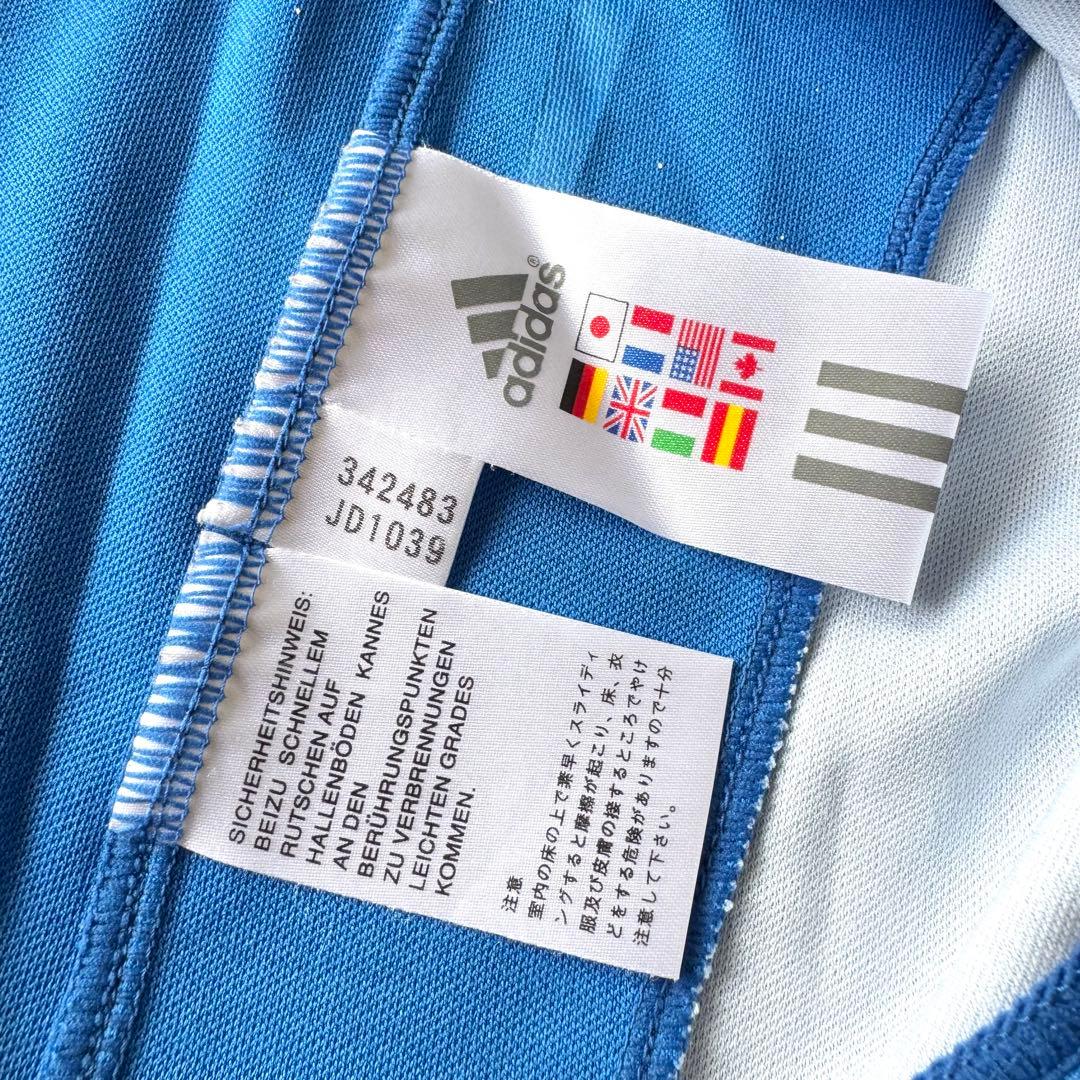 adidas®
342483
JD1039
SICHERHEITSHINWEIS:
BEIZU SCHNELLEM
RUTSCHEN AUF
HALLENBÖDEN KANNES
AN DEN
BERÜHRUNGSPUNKTEN
ZU VERBRENNUNGEN
LEICHTEN GRADES
KOMMEN.
注意
室内の床の上で素早くスライディ
ングすると摩擦が起こり、床、衣
服及び皮膚の接するところでやけ
どをする危険がありますので十分
注意して下さい。